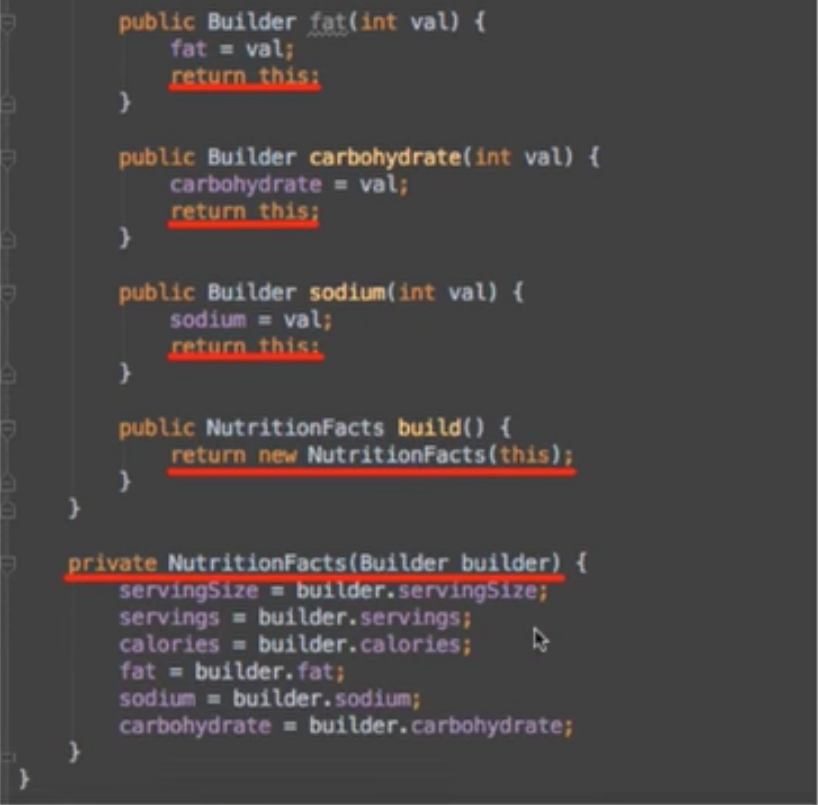 public Builder fat(int val) {
fat = val;
return this;
}
public Builder carbohydrate(int val) {
carbohydrate = val;
return this;
}
public Builder sodium(int val) {
sodium = val;
return this;
}
public NutritionFacts build() {
return new NutritionFacts(this);
}
}
private NutritionFacts(Builder builder) {
servingSize = builder.servingSize;
servings = builder.servings;
calories = builder.calories;
fat = builder.fat;
sodium = builder.sodium;
carbohydrate = builder.carbohydrate;
}
}